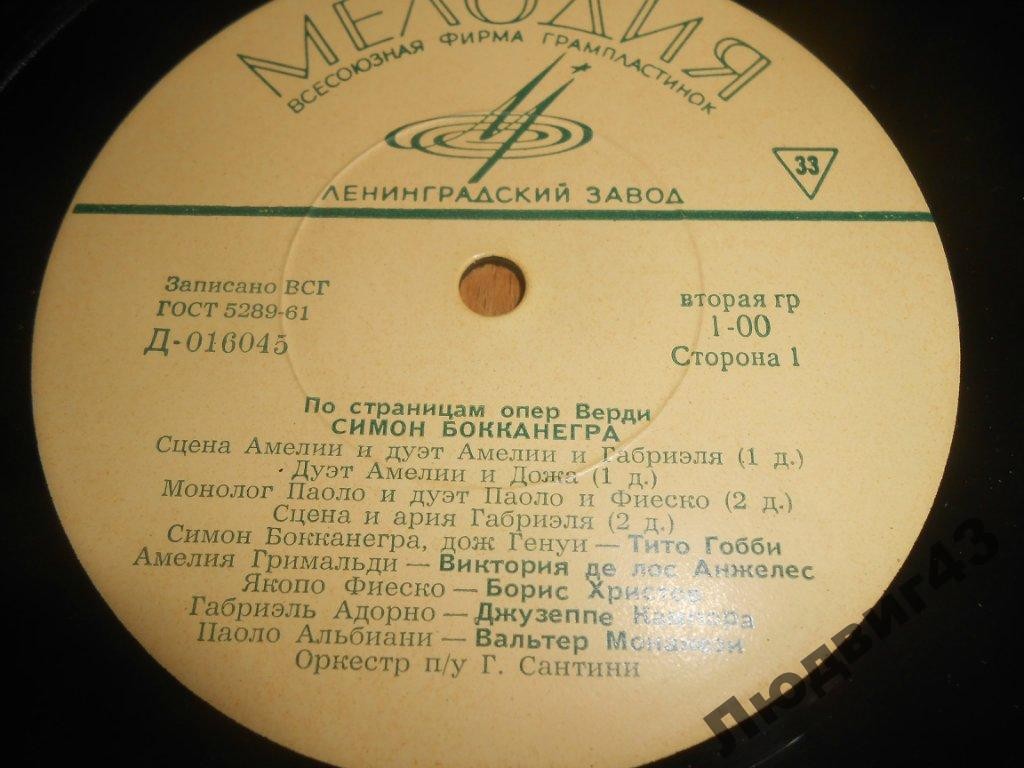 МЕЛОДИЯ
ВСЕСОЮЗНАЯ ФИРМА ГРАМПЛАСТИНОК
33
ЛЕНИНГРАДСКИЙ ЗАВОД
Записано ВСГ
ГОСТ 5289-61
Д-016045
вторая гр
1-00
Сторона 1
По страницам опер Верди
СИМОН БОККАНЕГРА
Сцена Амелии и дуэт Амелии и Габриэля (1 д.)
Дуэт Амелии и Дожа (1 д.)
Монолог Паоло и дуэт Паоло и Фиеско (2 д.)
Сцена и ария Габриэля (2 д.)
Симон Бокканегра, дож Генуи — Тито Гобби
Амелия Гримальди — Виктория де лос Анжелес
Якопо Фиеско — Борис Христов
Габриэль Адорно — Джузеппе Кампора
Паоло Альбиани — Вальтер
Оркестр п/у Г. Сантини
Людвиг43